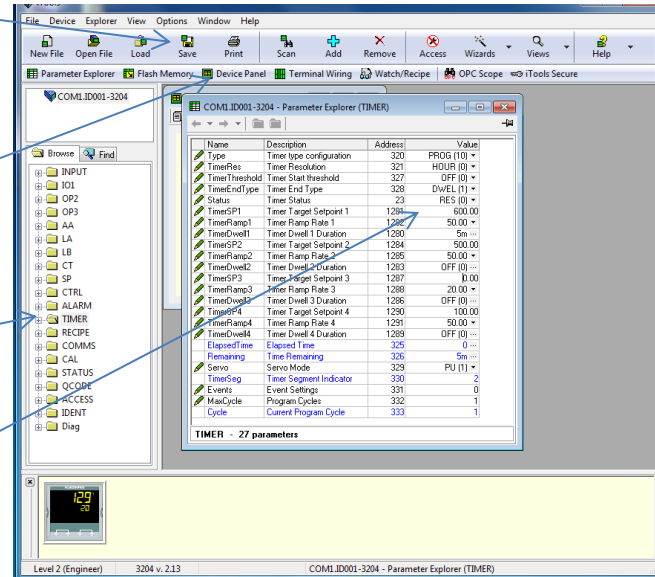 File Device Explorer View Options Window Help
New File Open File Load Save Print Scan Add Remove Access Wizards Views Help
Parameter Explorer Flash Memory Device Panel Terminal Wiring Watch/Recipe OPC Scope iTools Secure
COM1.ID001-3204
Browse Find
INPUT
IO1
OP2
OP3
AA
LA
LB
CT
SP
CTRL
ALARM
TIMER
RECIPE
COMMS
CAL
STATUS
QCODE
ACCESS
IDENT
Diag
COM1.ID001-3204 - Parameter Explorer (TIMER)
Name Description Address Value
Type Timer type configuration 320 PROG (10)
TimerRes Timer Resolution 321 HOUR (0)
TimerThreshold Timer Start threshold 327 OFF (0)
TimerEndType Timer End Type 328 DWEL (1)
Status Timer Status 23 RES (0)
TimerSP1 Timer Target Setpoint 1 1281 600.00
TimerRamp1 Timer Ramp Rate 1 1282 50.00
TimerDwell1 Timer Dwell 1 Duration 1280 5m ...
TimerSP2 Timer Target Setpoint 2 1284 500.00
TimerRamp2 Timer Ramp Rate 2 1285 50.00
TimerDwell2 Timer Dwell 2 Duration 1283 OFF (0) ...
TimerSP3 Timer Target Setpoint 3 1287 0.00
TimerRamp3 Timer Ramp Rate 3 1288 20.00
TimerDwell3 Timer Dwell 3 Duration 1286 OFF (0) ...
TimerSP4 Timer Target Setpoint 4 1290 100.00
TimerRamp4 Timer Ramp Rate 4 1291 50.00
TimerDwell4 Timer Dwell 4 Duration 1289 OFF (0) ...
ElapsedTime Elapsed Time 325 0 ...
Remaining Time Remaining 326 5m ...
Servo Servo Mode 329 PU (1)
TimerSeg Timer Segment Indicator 330 2
Events Event Settings 331 0
MaxCycle Program Cycles 332 1
Cycle Current Program Cycle 333 1
TIMER - 27 parameters
129
20
Level 2 (Engineer) 3204 v. 2.13 COM1.ID001-3204 - Parameter Explorer (TIMER)